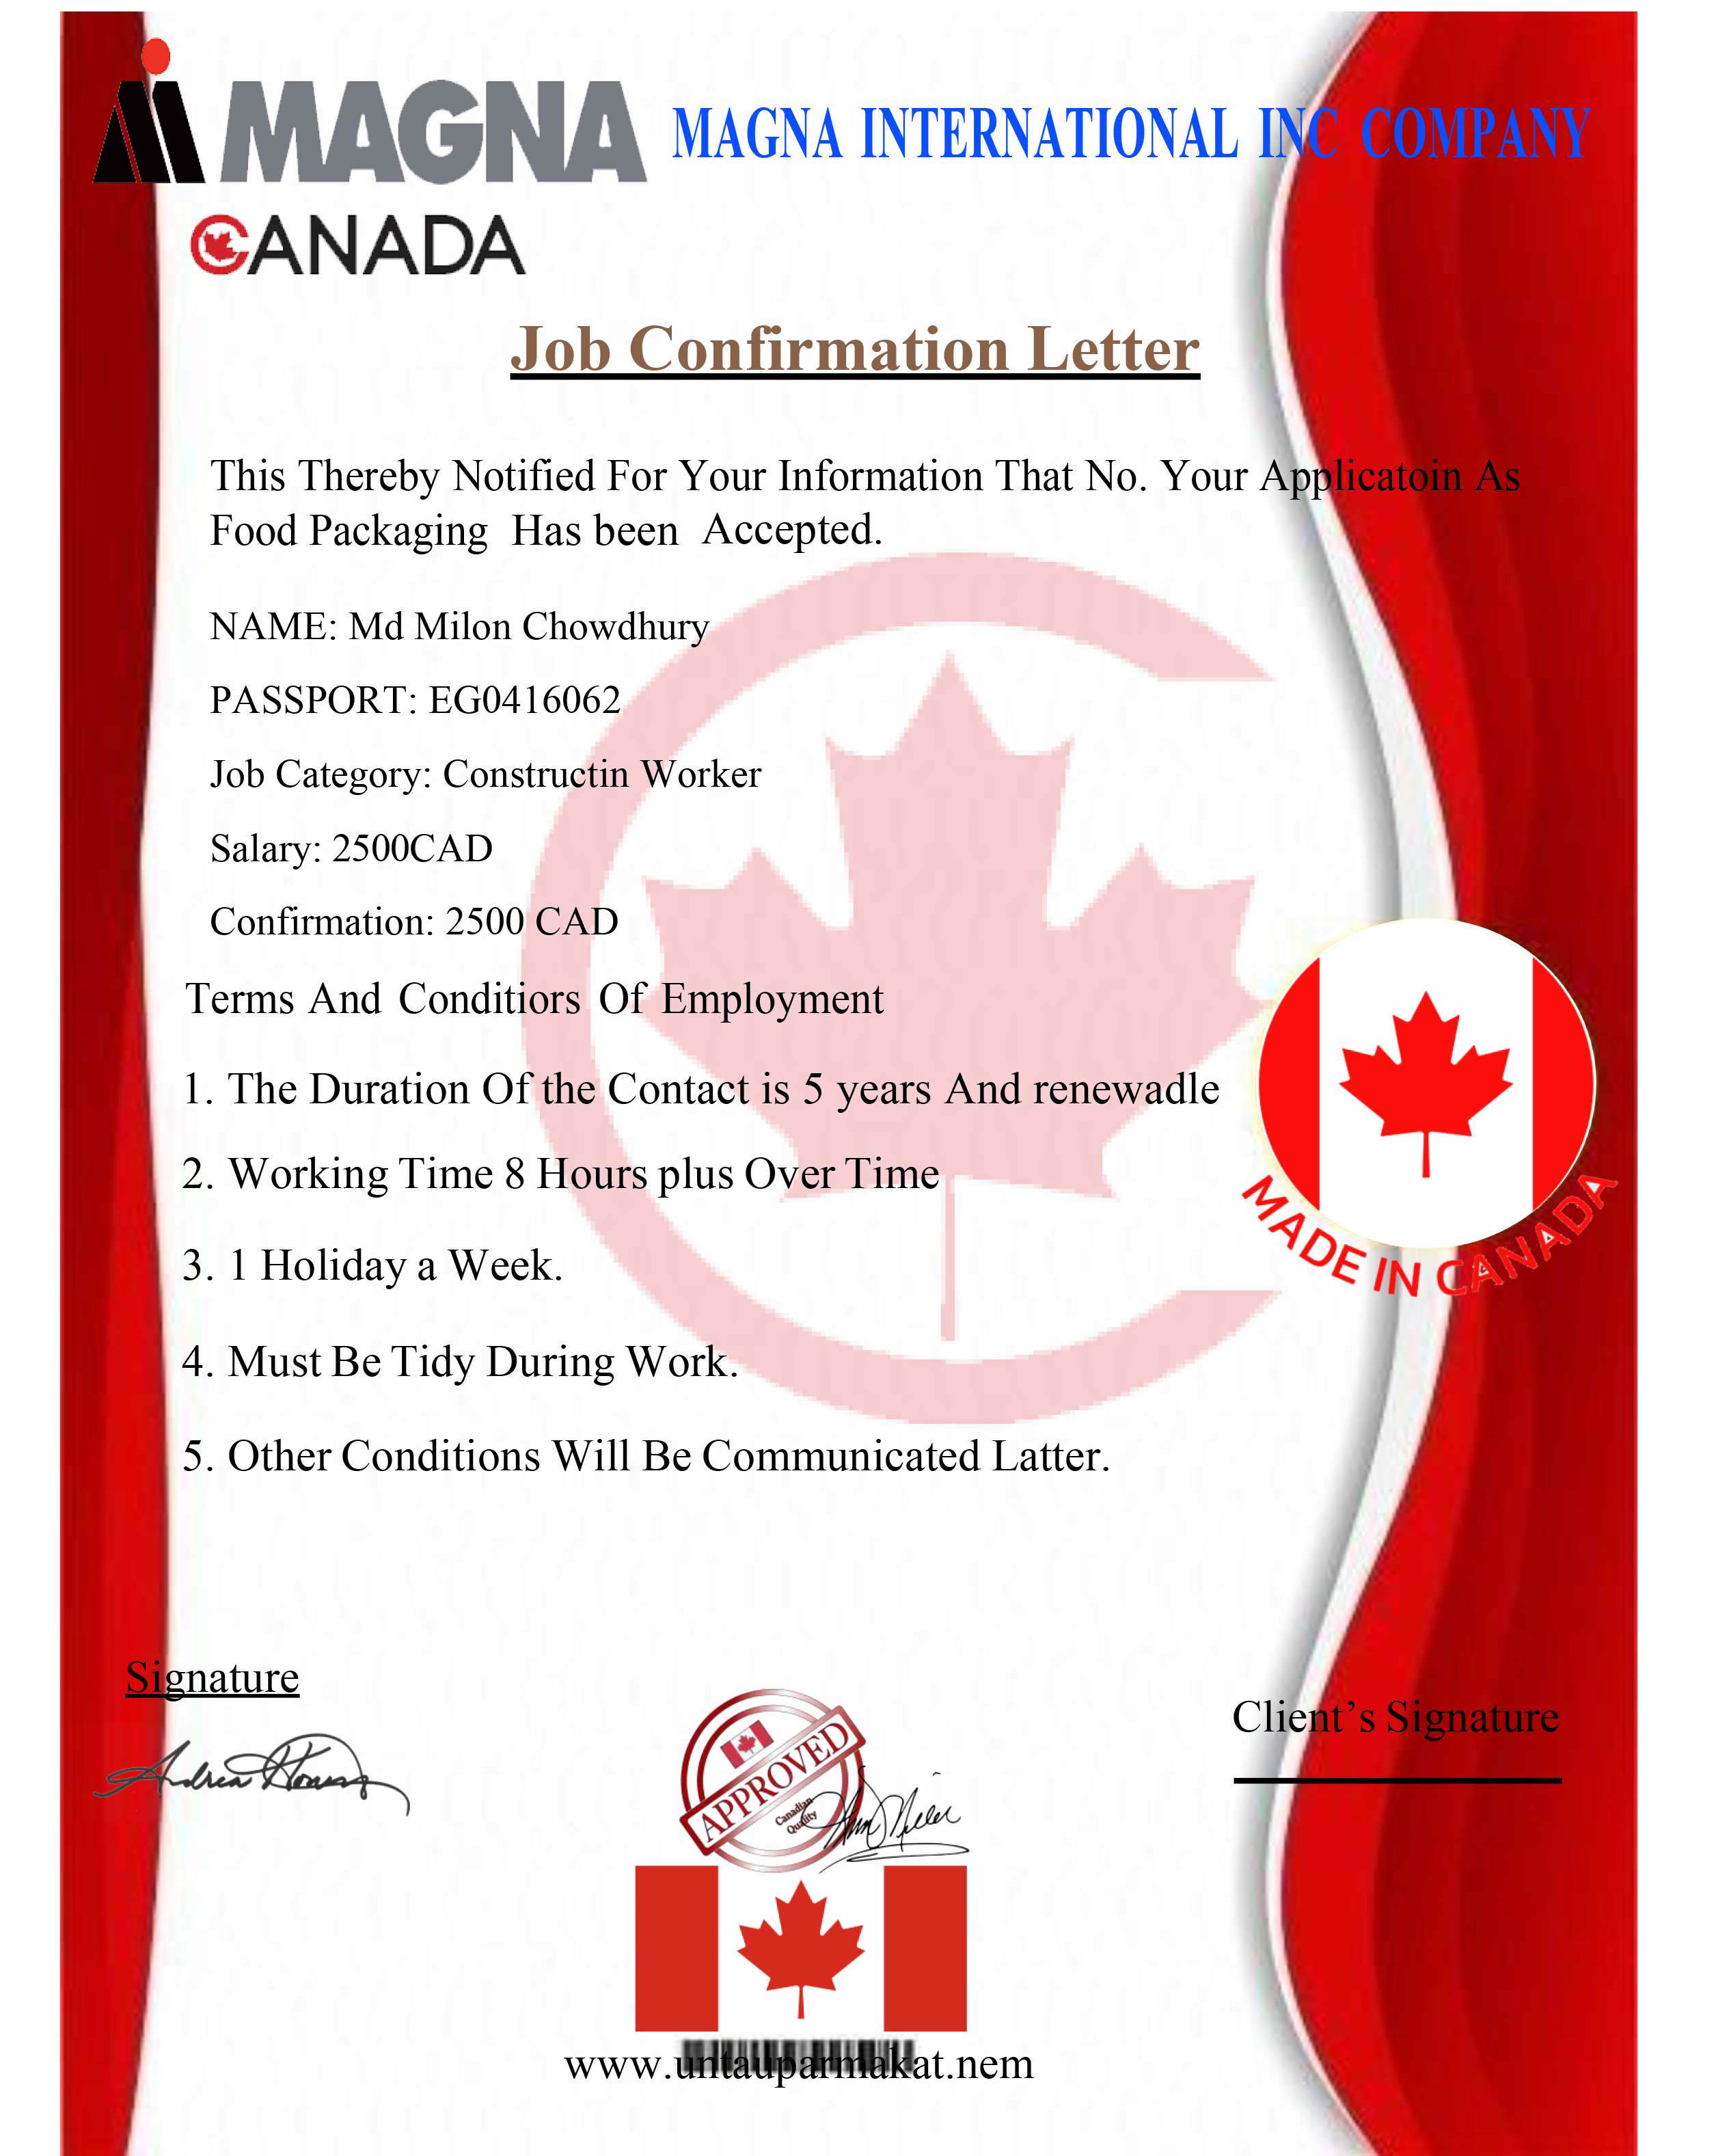 MAGNA
MAGNA INTERNATIONAL INC COMPANY
CANADA
Job Confirmation Letter
This Thereby Notified For Your Information That No. Your Applicatoin As
Food Packaging Has been Accepted.
NAME: Md Milon Chowdhury
PASSPORT: EG0416062
Job Category: Constructin Worker
Salary: 2500CAD
Confirmation: 2500 CAD
Terms And Conditiors Of Employment
1. The Duration Of the Contact is 5 years And renewadle
2. Working Time 8 Hours plus Over Time
3. 1 Holiday a Week.
4. Must Be Tidy During Work.
5. Other Conditions Will Be Communicated Latter.
MADE IN CANADA
Signature
Client’s Signature
APPROVED
Canadian
Quality
www.untauparmakat.nem